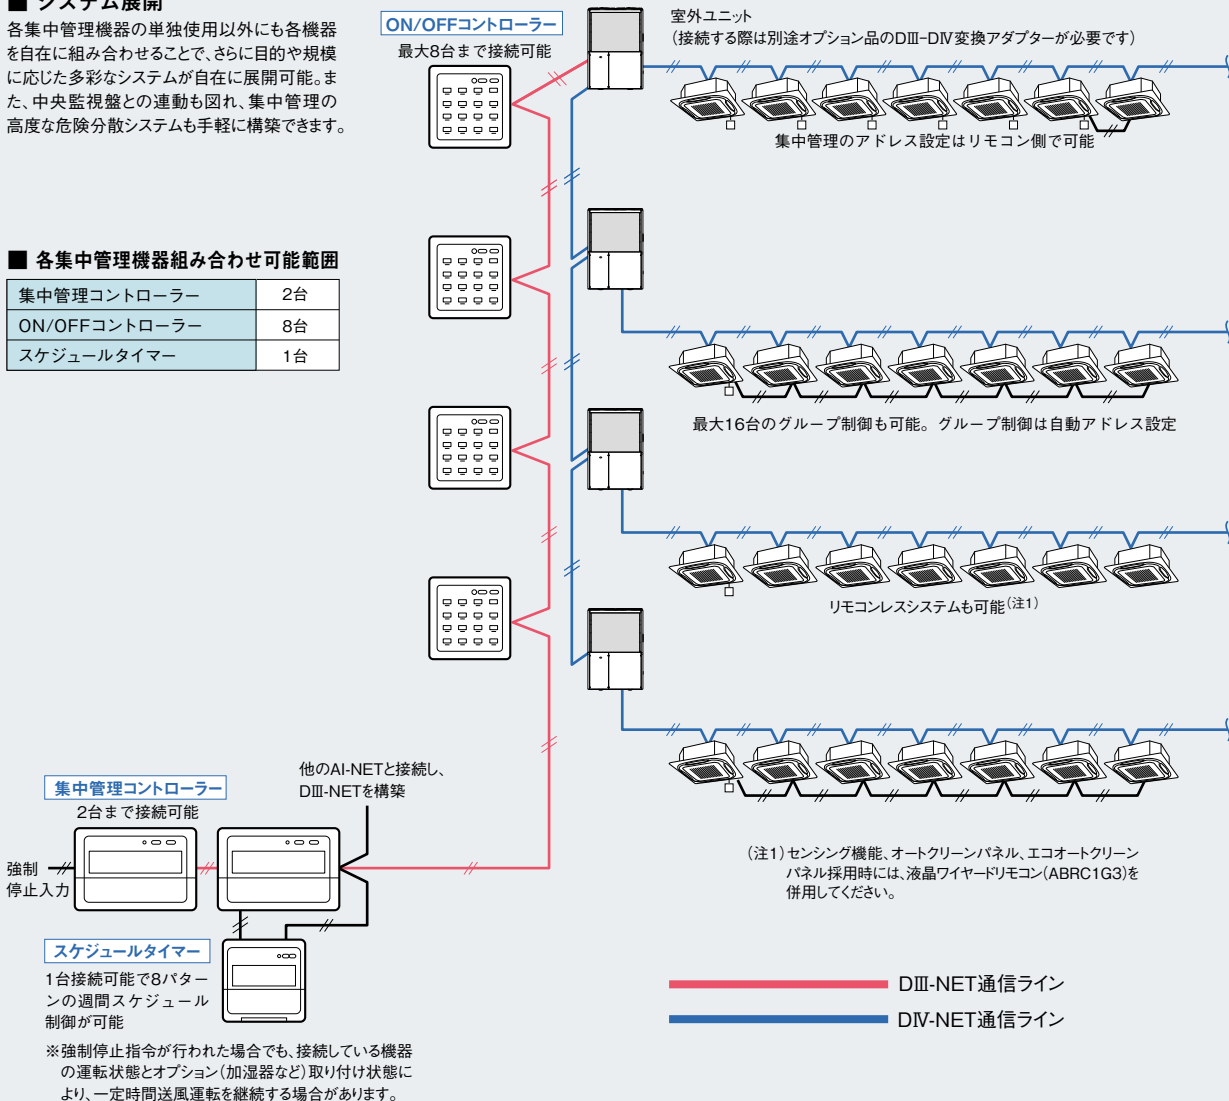 ■ システム展開
各集中管理機器の単独使用以外にも各機器
を自在に組み合わせることで、さらに目的や規模
に応じた多彩なシステムが自在に展開可能。ま
た、中央監視盤との連動も図れ、集中管理の
高度な危険分散システムも手軽に構築できます。
■ 各集中管理機器組み合わせ可能範囲
集中管理コントローラー 2台
ON/OFFコントローラー 8台
スケジュールタイマー 1台
ON/OFFコントローラー
最大8台まで接続可能
室外ユニット
(接続する際は別途オプション品のDⅢ-DⅣ変換アダプターが必要です)
集中管理のアドレス設定はリモコン側で可能
最大16台のグループ制御も可能。グループ制御は自動アドレス設定
リモコンレスシステムも可能(注1)
(注1)センシング機能、オートクリーンパネル、エコオートクリーン
パネル採用時には、液晶ワイヤードリモコン(ABRC1G3)を
併用してください。
集中管理コントローラー
2台まで接続可能
他のAI-NETと接続し、
DⅢ-NETを構築
強制
停止入力
スケジュールタイマー
1台接続可能で8パター
ンの週間スケジュール
制御が可能
※強制停止指令が行われた場合でも、接続している機器
の運転状態とオプション(加湿器など)取り付け状態に
より、一定時間送風運転を継続する場合があります。
DⅢ-NET通信ライン
DⅣ-NET通信ライン